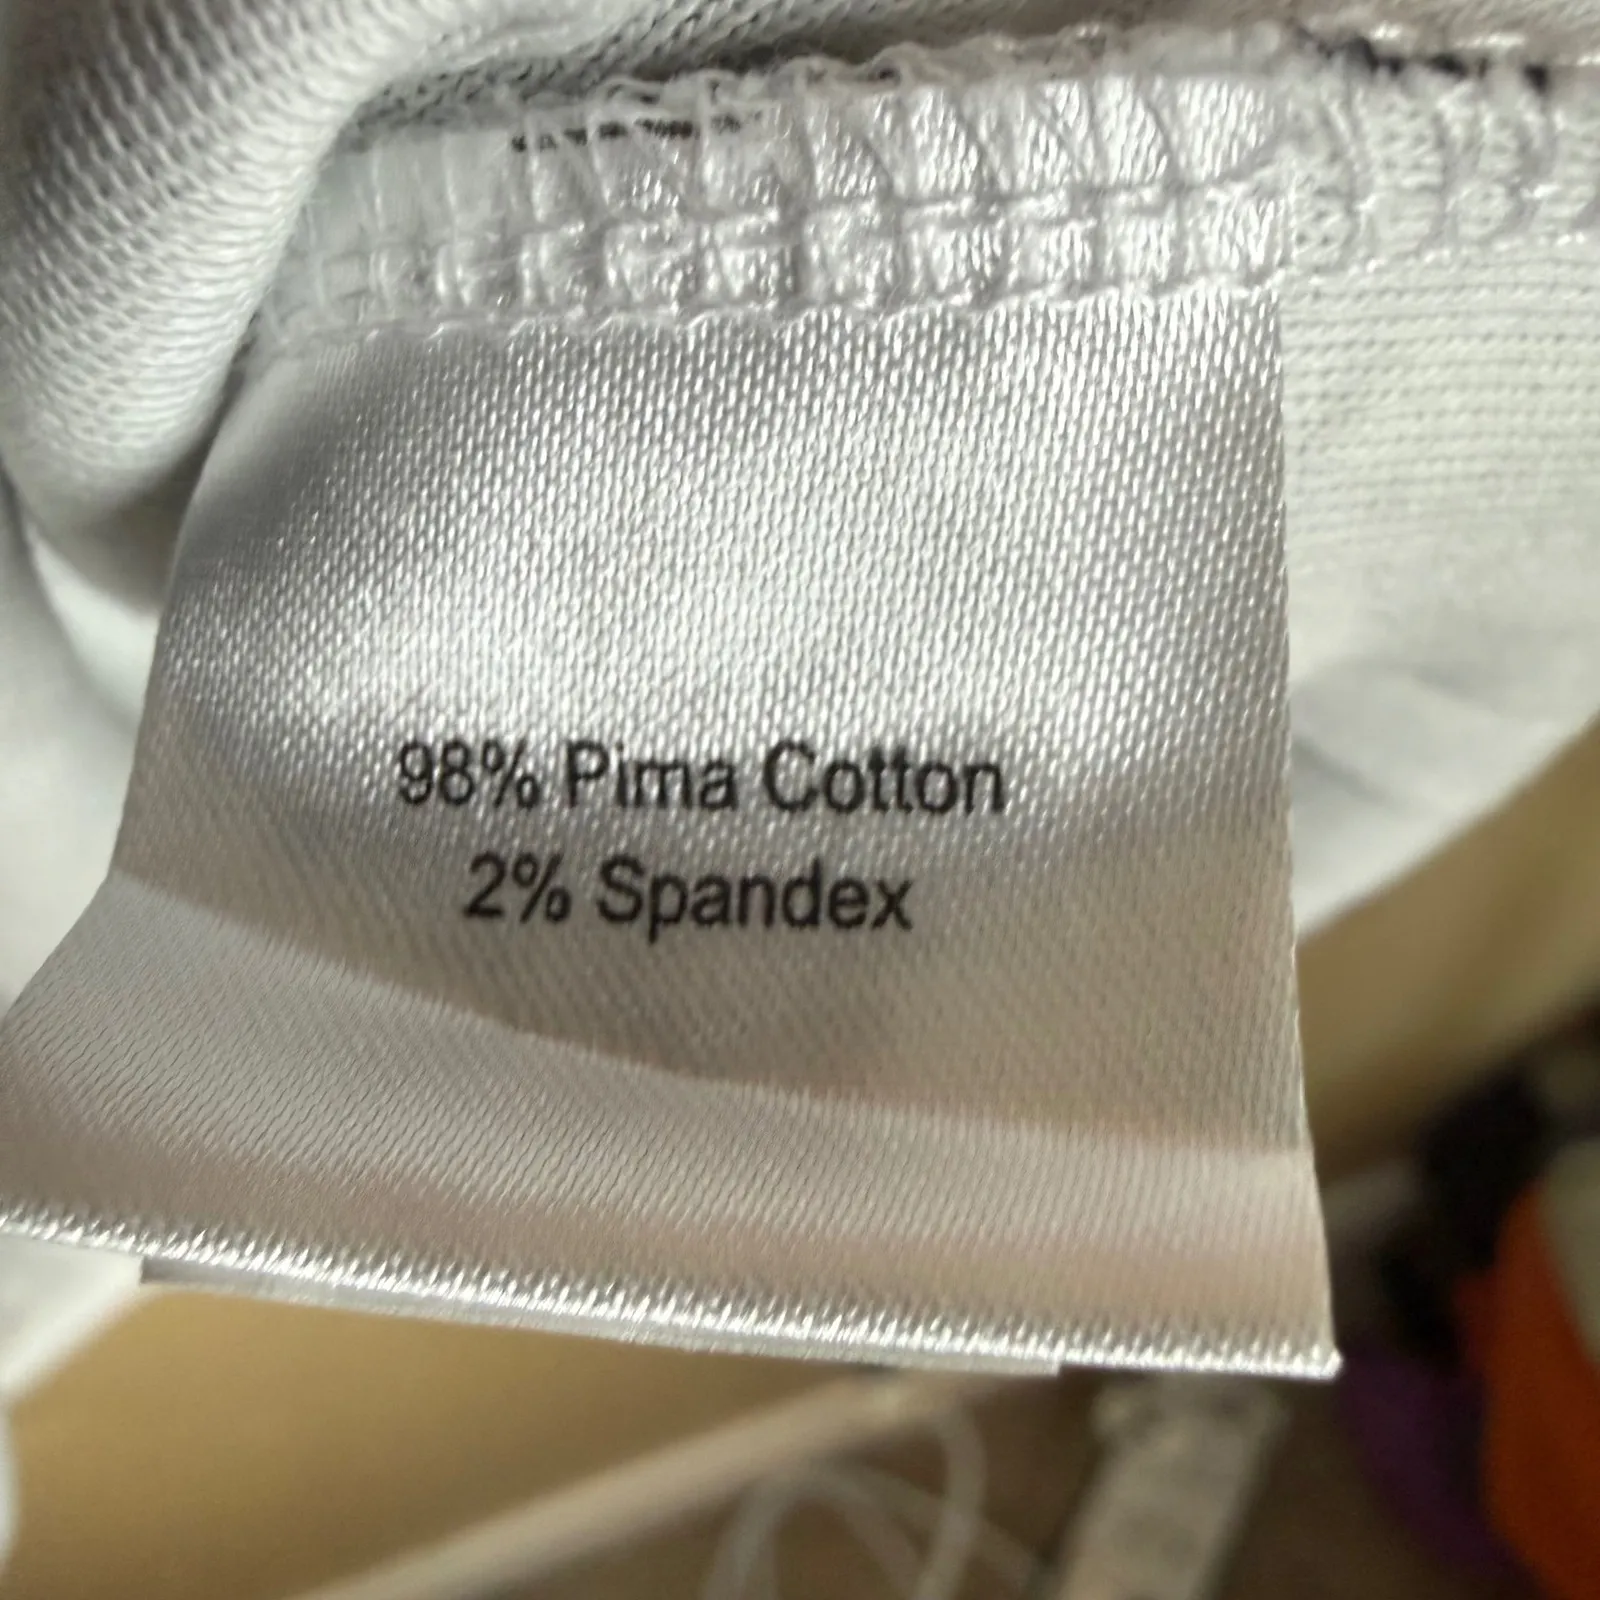 98% Pima Cotton
2% Spandex